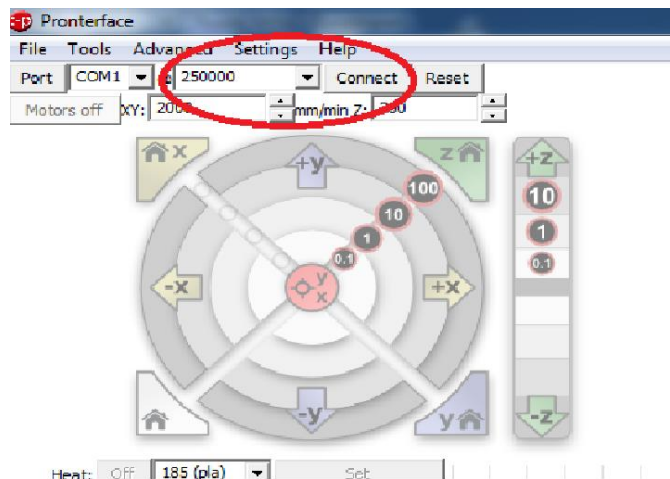 Pronterface
File Tools Advanced Settings Help
Port COM1 250000 Connect Reset
Motors off XY: mm/min Z:
x +y z +z
100
10
1
0.1
10
1
0.1
-x y x +x
-y y -z
Heat: Off 185 (pla) Set